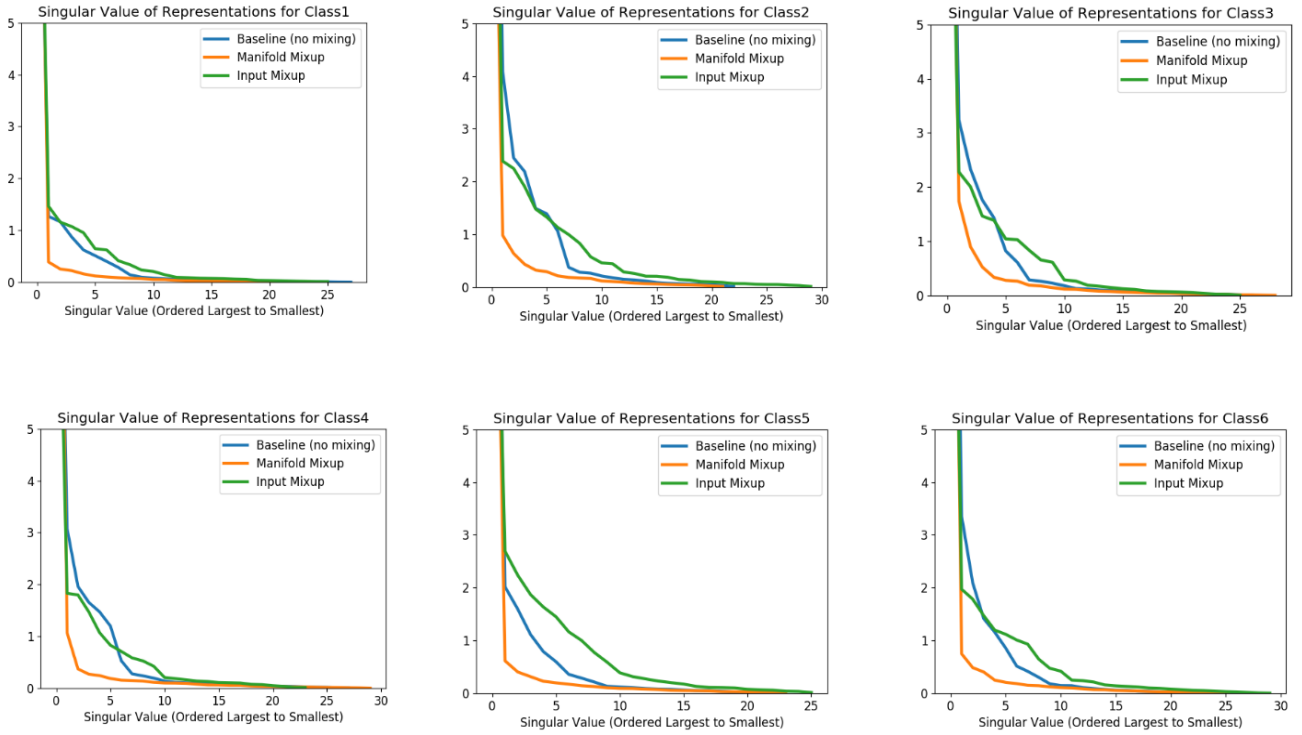 Singular Value of Representations for Class1
5
4
3
2
1
0
Baseline (no mixing)
Manifold Mixup
Input Mixup
0 5 10 15 20 25
Singular Value (Ordered Largest to Smallest)
Singular Value of Representations for Class2
5
4
3
2
1
0
Baseline (no mixing)
Manifold Mixup
Input Mixup
0 5 10 15 20 25 30
Singular Value (Ordered Largest to Smallest)
Singular Value of Representations for Class3
5
4
3
2
1
0
Baseline (no mixing)
Manifold Mixup
Input Mixup
0 5 10 15 20 25
Singular Value (Ordered Largest to Smallest)
Singular Value of Representations for Class4
5
4
3
2
1
0
Baseline (no mixing)
Manifold Mixup
Input Mixup
0 5 10 15 20 25 30
Singular Value (Ordered Largest to Smallest)
Singular Value of Representations for Class5
5
4
3
2
1
0
Baseline (no mixing)
Manifold Mixup
Input Mixup
0 5 10 15 20 25
Singular Value (Ordered Largest to Smallest)
Singular Value of Representations for Class6
5
4
3
2
1
0
Baseline (no mixing)
Manifold Mixup
Input Mixup
0 5 10 15 20 25 30
Singular Value (Ordered Largest to Smallest)